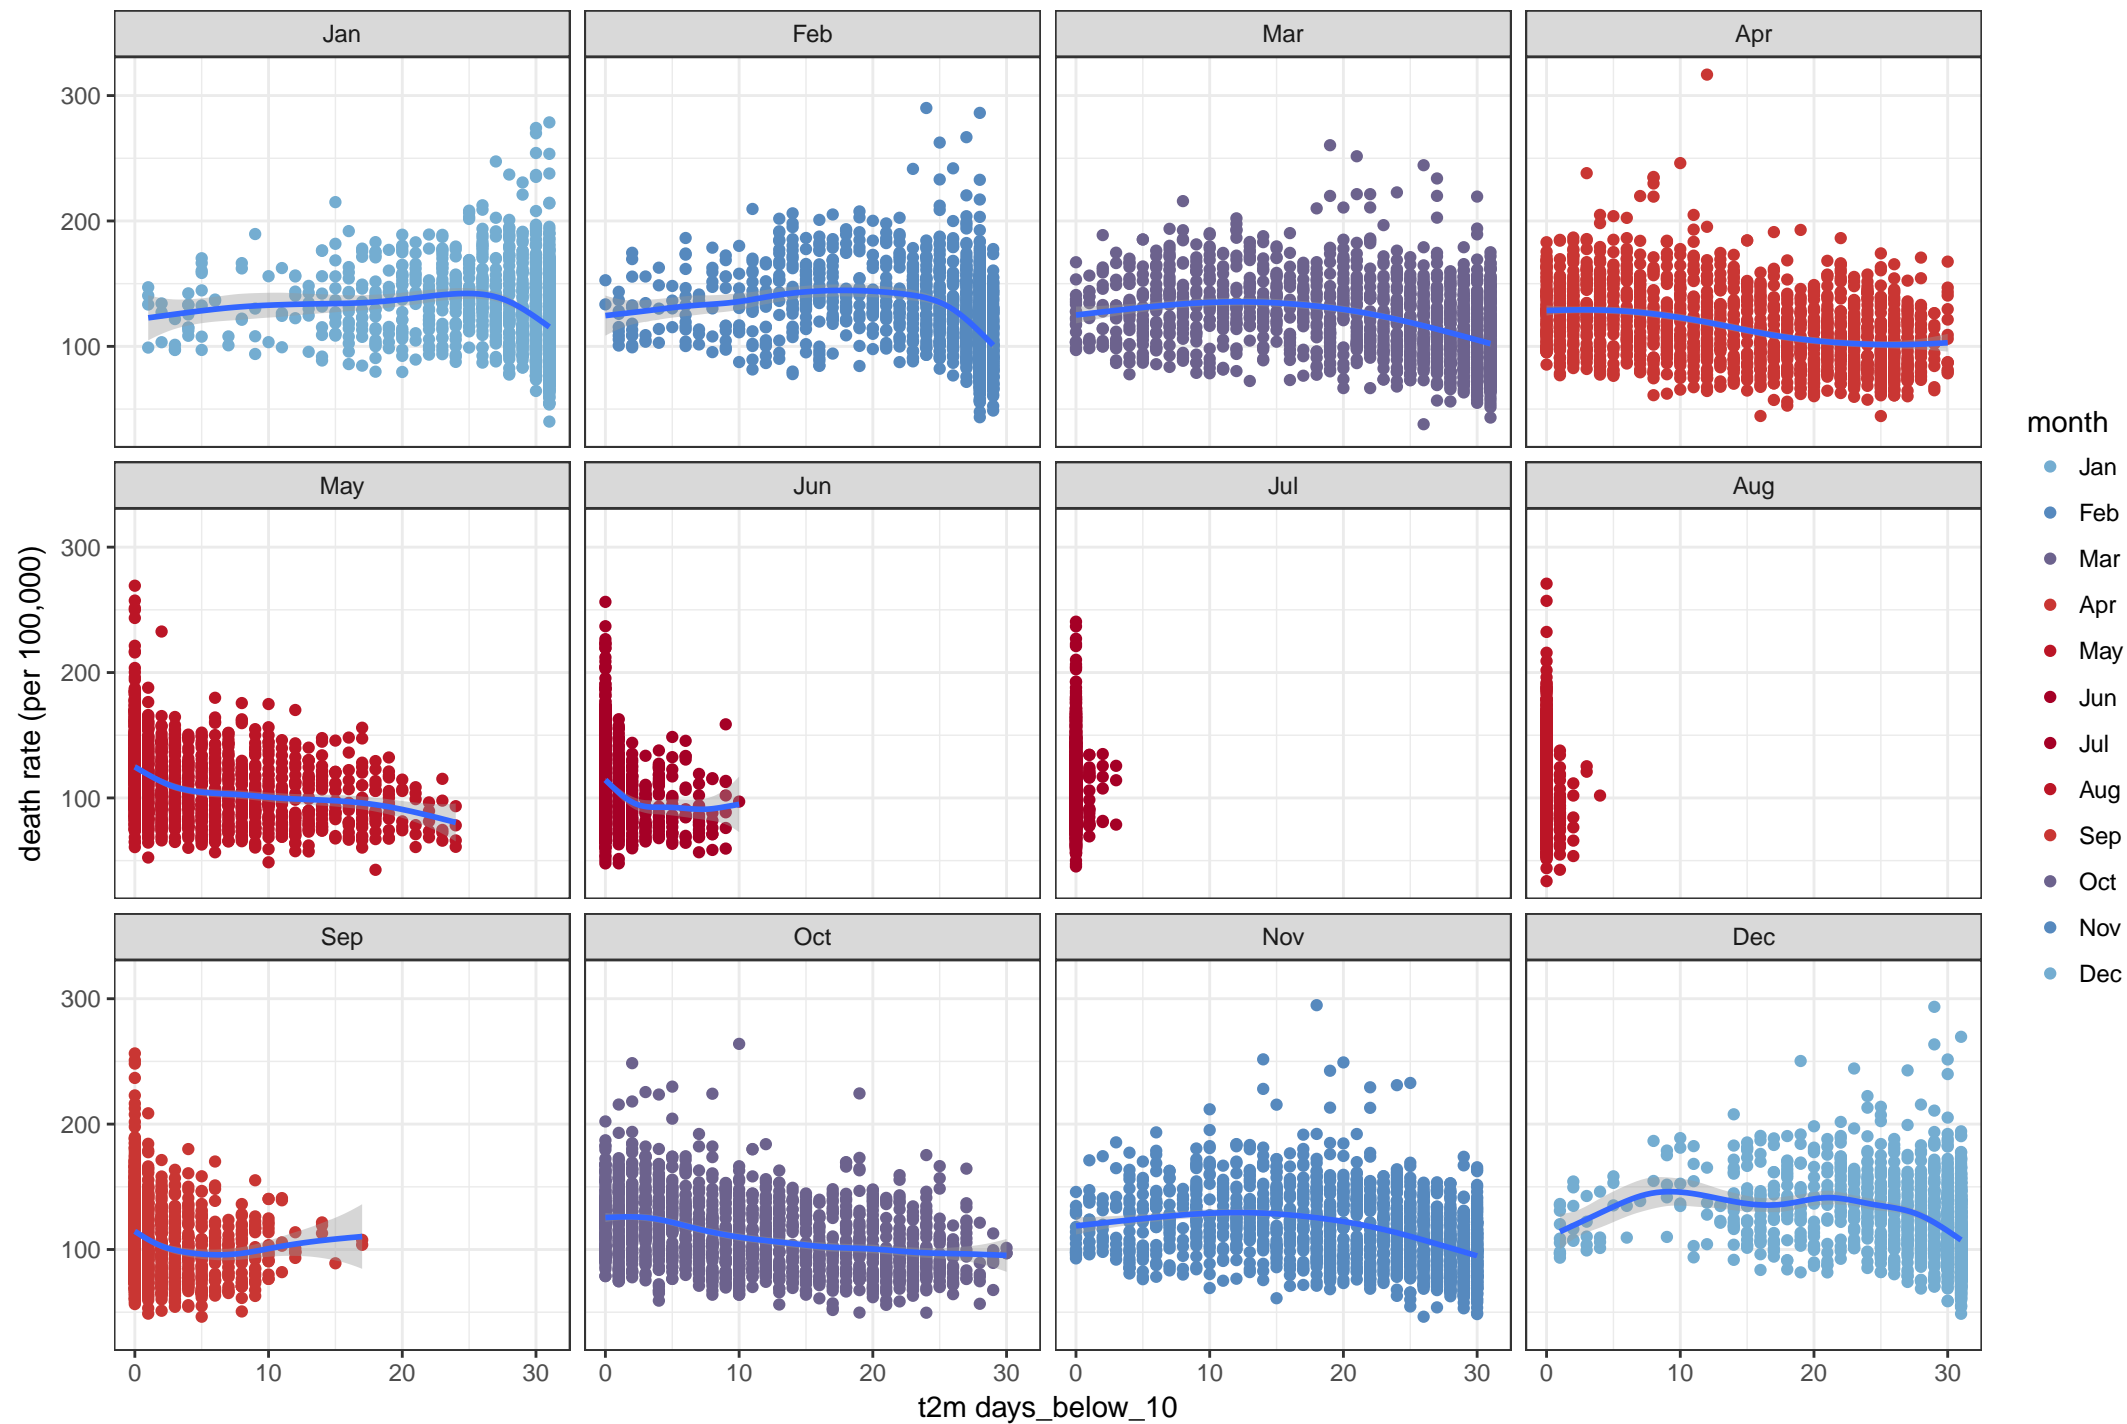 Jan Feb Mar Apr
300
200
100
May Jun Jul Aug
300
200
100
Sep Oct Nov Dec
300
200
100
0 10 20 30 0 10 20 30 0 10 20 30 0 10 20 30
t2m days_below_10
death rate (per 100,000)
month
Jan
Feb
Mar
Apr
May
Jun
Jul
Aug
Sep
Oct
Nov
Dec